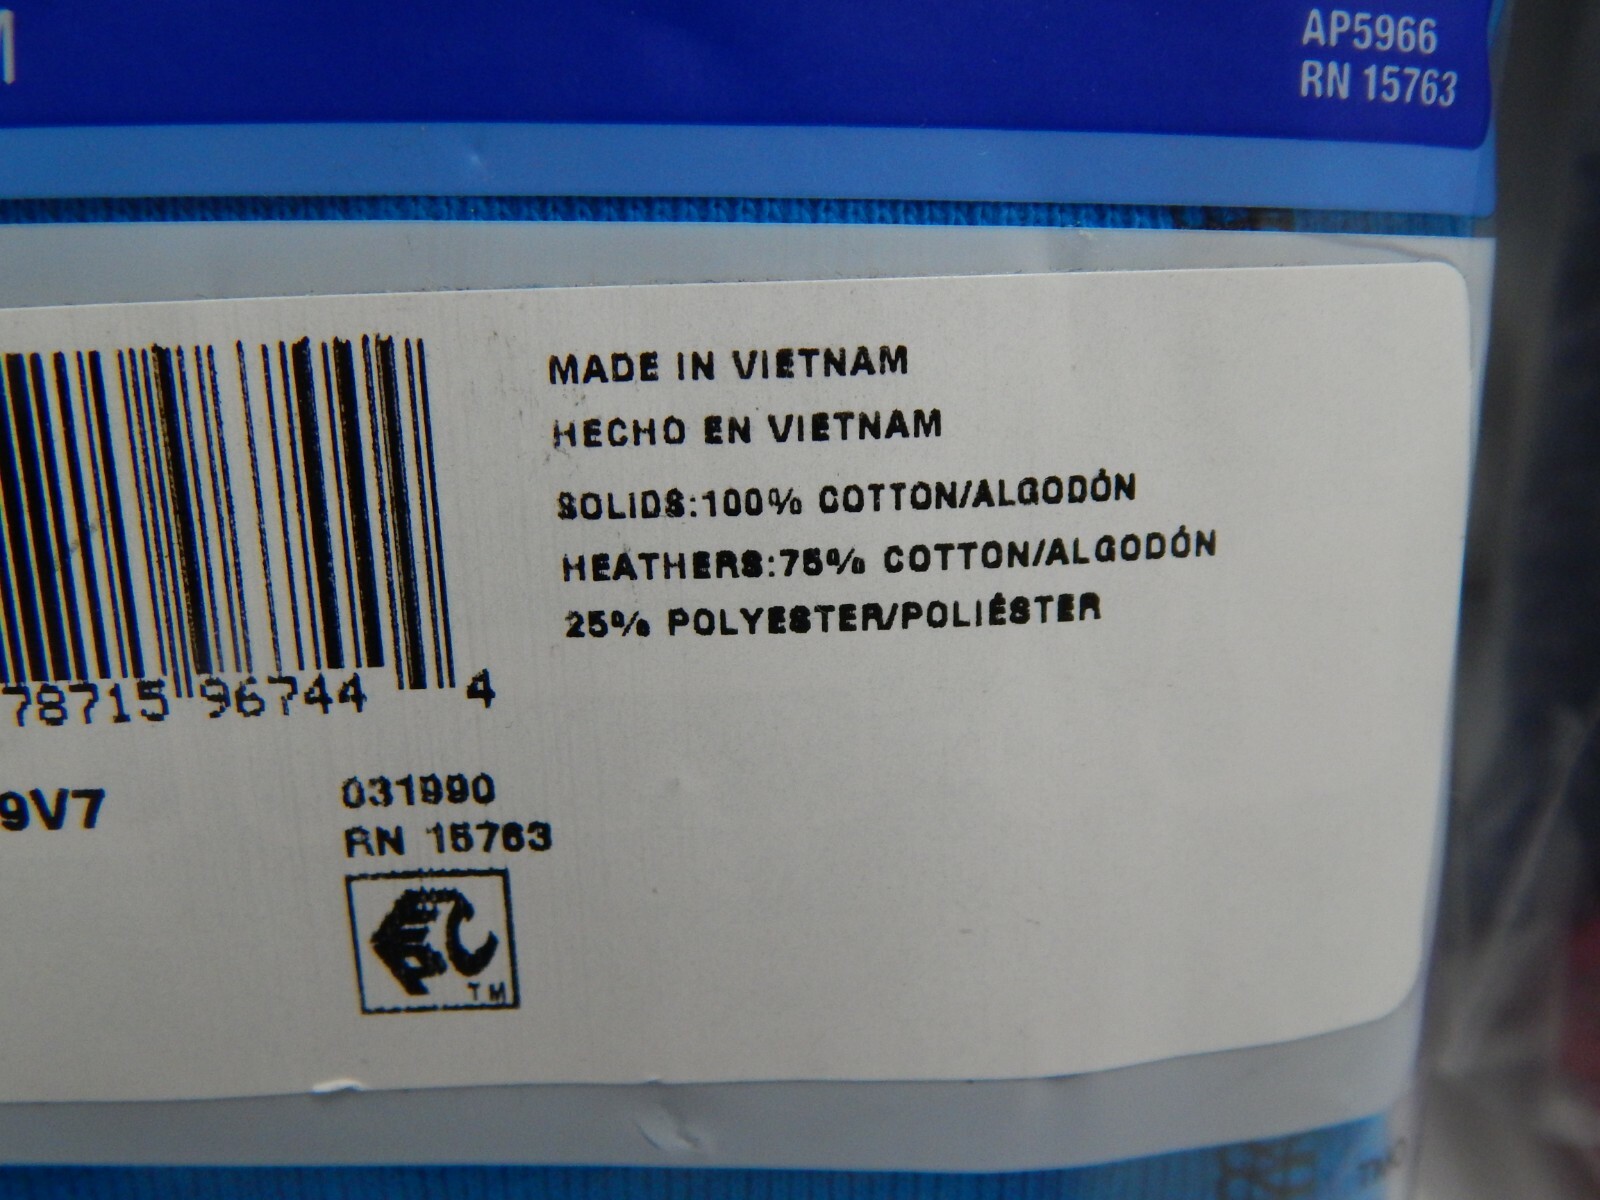 AP5966
RN 15763
MADE IN VIETNAM
HECHO EN VIETNAM
SOLIDS:100% COTTON/ALGODÓN
HEATHERS:75% COTTON/ALGODÓN
25% POLYESTER/POLIÉSTER
78715 96744 4
9V7
031990
RN 15763
TM